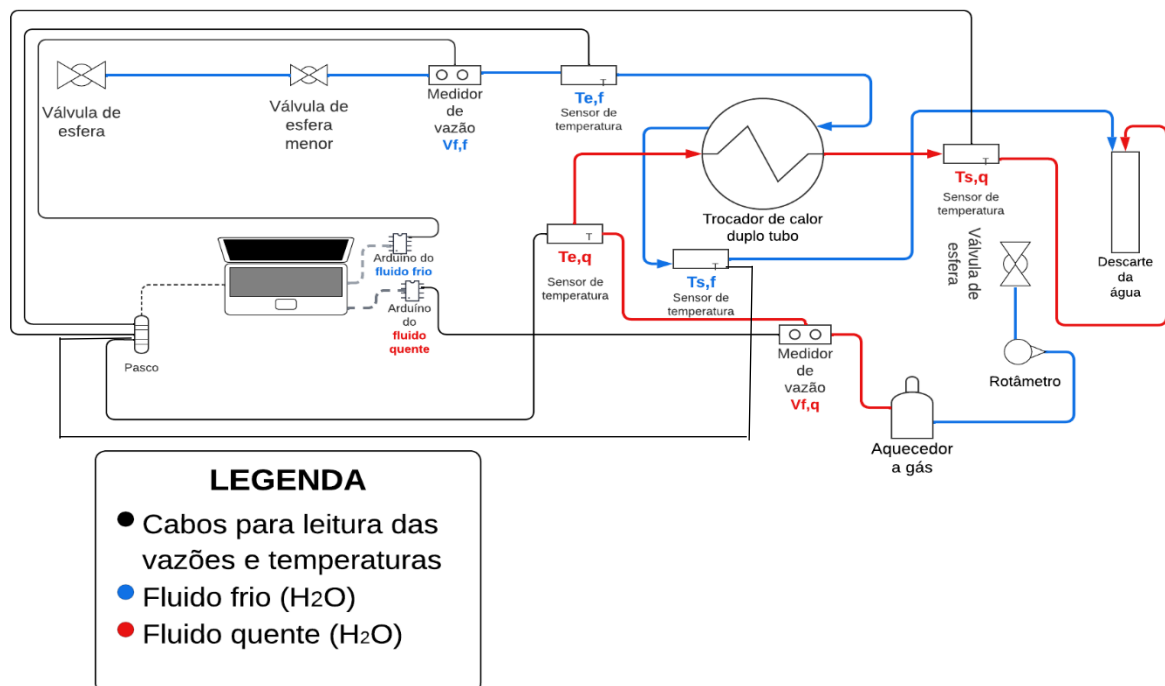 Válvula de
esfera
Válvula de
esfera
menor
Medidor
de
vazão
Vf,f
T
Te,f
Sensor de
temperatura
Trocador de calor
duplo tubo
T
Ts,q
Sensor de
temperatura
Válvula de
esfera
Descarte
da
água
T
Te,q
Sensor de
temperatura
T
Ts,f
Sensor de
temperatura
Arduíno do
fluido frio
Arduíno
do
fluido
quente
Pasco
Medidor
de
vazão
Vf,q
Rotâmetro
Aquecedor
a gás
LEGENDA
Cabos para leitura das
vazões e temperaturas
Fluido frio (H2O)
Fluido quente (H2O)